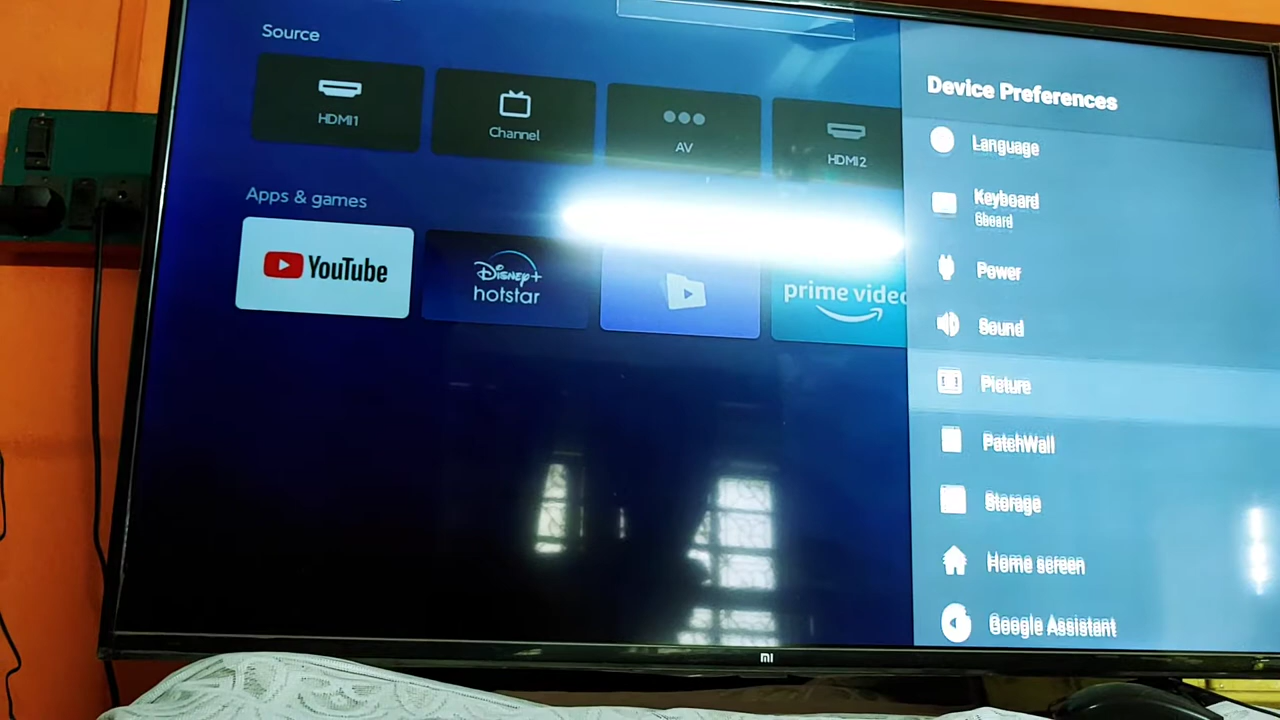 Source
HDMI1
Channel
AV
HDMI2
Apps & games
YouTube
Disney+
hotstar
prime video
Device Preferences
Language
Keyboard
Gboard
Power
Sound
Picture
PatchWall
Storage
Home screen
Google Assistant
mi